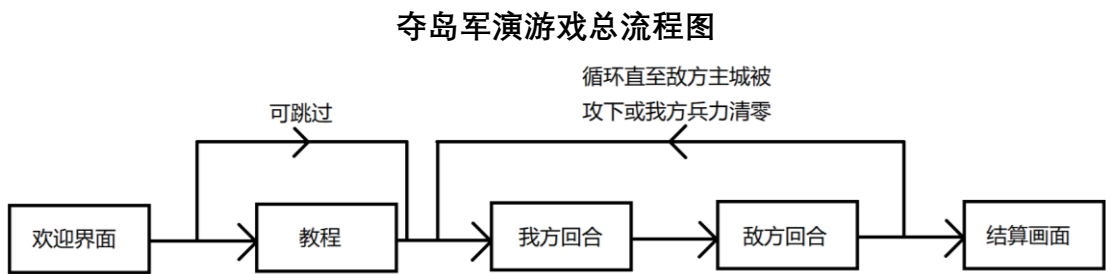 夺岛军演游戏总流程图
循环直至敌方主城被
攻下或我方兵力清零
可跳过
欢迎界面
教程
我方回合
敌方回合
结算画面